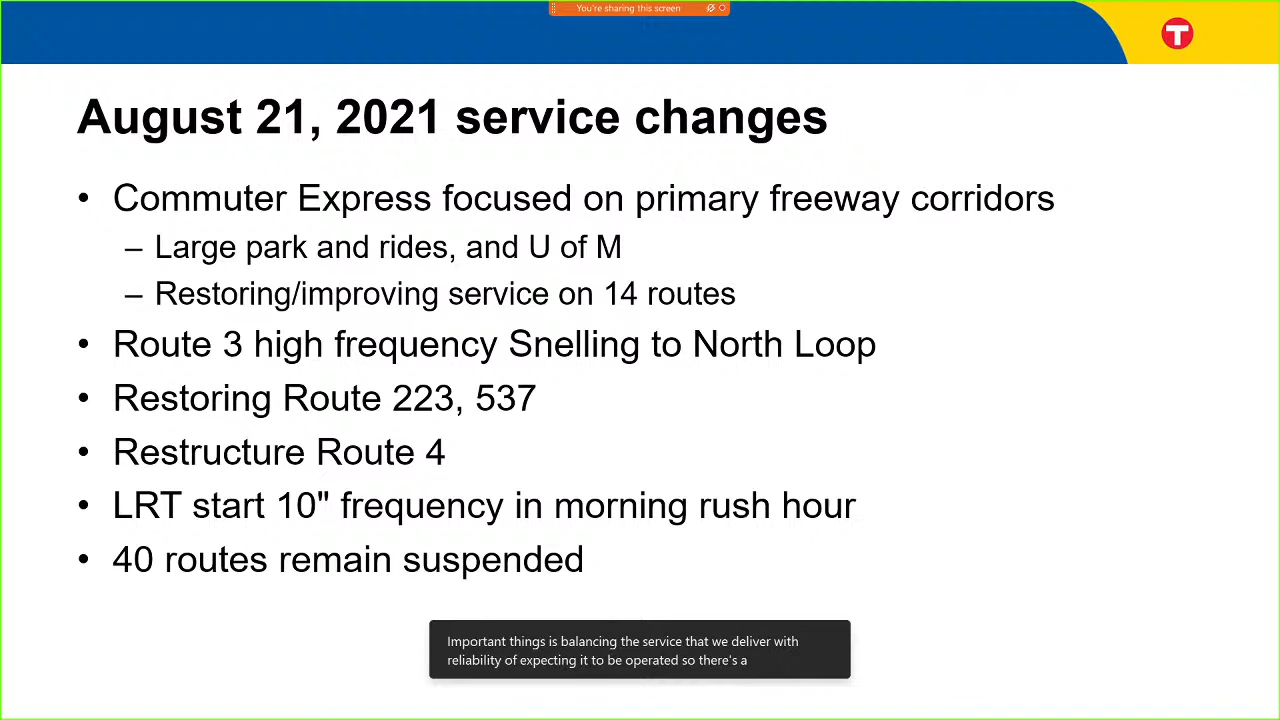 You're sharing this screen
T
August 21, 2021 service changes
• Commuter Express focused on primary freeway corridors
– Large park and rides, and U of M
– Restoring/improving service on 14 routes
• Route 3 high frequency Snelling to North Loop
• Restoring Route 223, 537
• Restructure Route 4
• LRT start 10" frequency in morning rush hour
• 40 routes remain suspended
Important things is balancing the service that we deliver with
reliability of expecting it to be operated so there's a